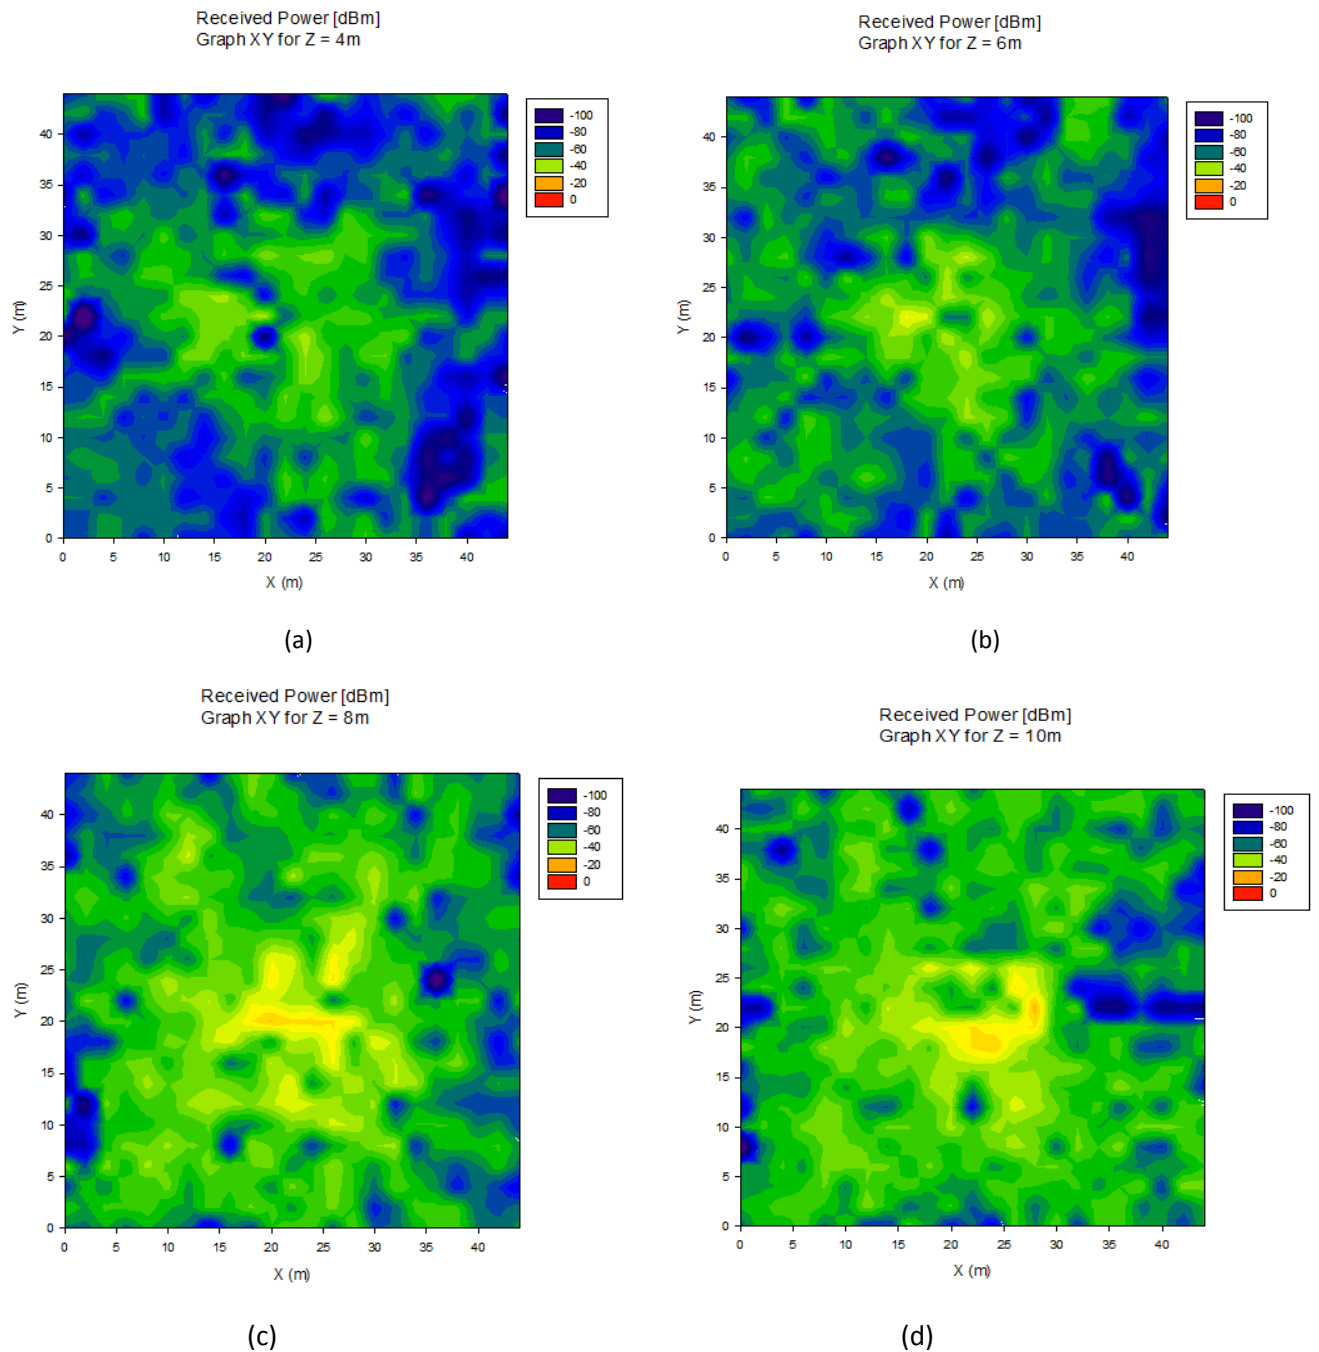 Received Power [dBm]
Graph XY for Z = 4m
-100
-80
-60
-40
-20
0
Y (m)
40
35
30
25
20
15
10
5
0
0 5 10 15 20 25 30 35 40
X (m)
(a)
Received Power [dBm]
Graph XY for Z = 6m
-100
-80
-60
-40
-20
0
Y (m)
40
35
30
25
20
15
10
5
0
0 5 10 15 20 25 30 35 40
X (m)
(b)
Received Power [dBm]
Graph XY for Z = 8m
-100
-80
-60
-40
-20
0
Y (m)
40
35
30
25
20
15
10
5
0
0 5 10 15 20 25 30 35 40
X (m)
(c)
Received Power [dBm]
Graph XY for Z = 10m
-100
-80
-60
-40
-20
0
Y (m)
40
35
30
25
20
15
10
5
0
0 5 10 15 20 25 30 35 40
X (m)
(d)